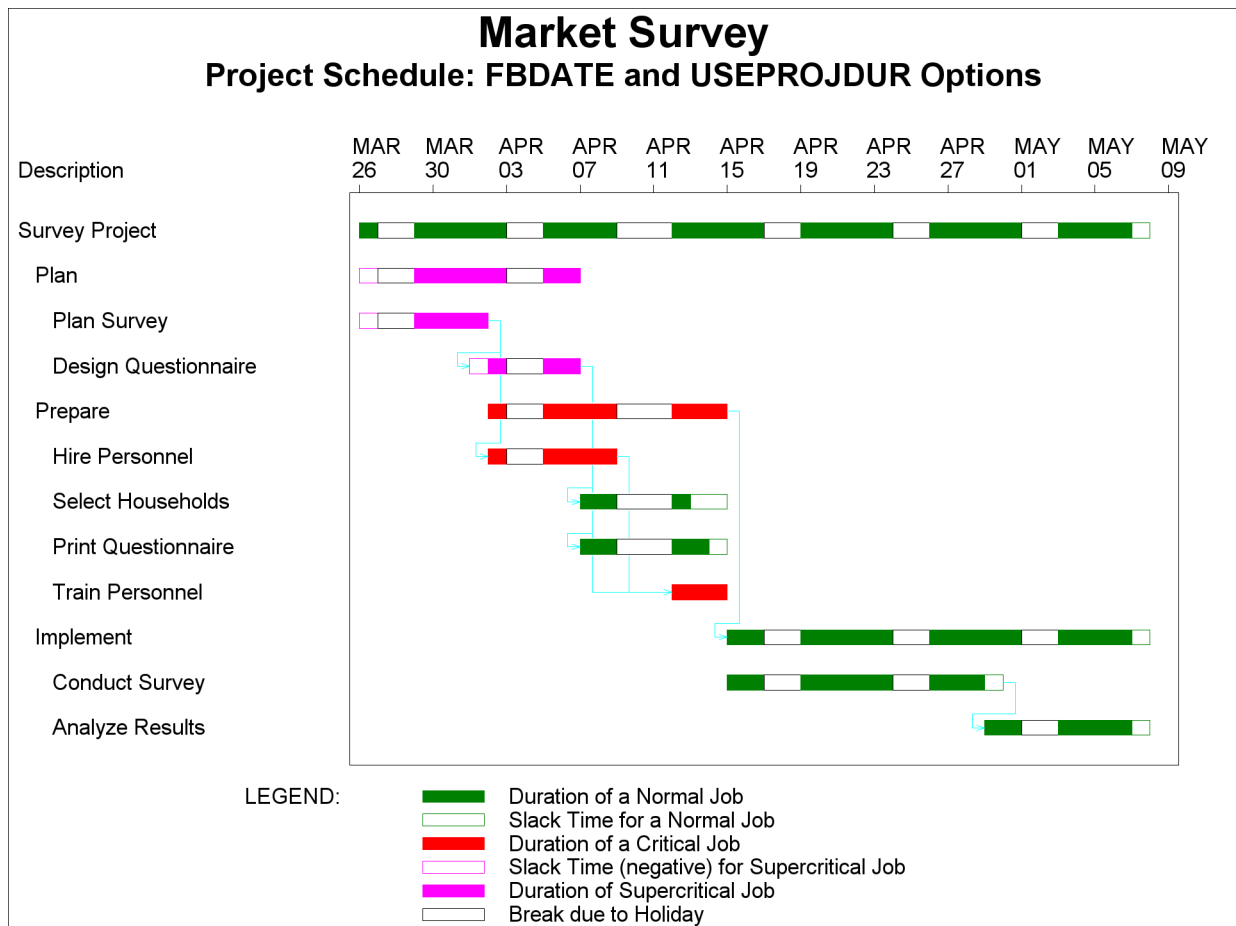 Market Survey
Project Schedule: FBDATE and USEPROJDUR Options
MAR MAR APR APR APR APR APR APR APR MAY MAY MAY
Description 26 30 03 07 11 15 19 23 27 01 05 09
Survey Project
Plan
Plan Survey
Design Questionnaire
Prepare
Hire Personnel
Select Households
Print Questionnaire
Train Personnel
Implement
Conduct Survey
Analyze Results
LEGEND: Duration of a Normal Job
Slack Time for a Normal Job
Duration of a Critical Job
Slack Time (negative) for Supercritical Job
Duration of Supercritical Job
Break due to Holiday